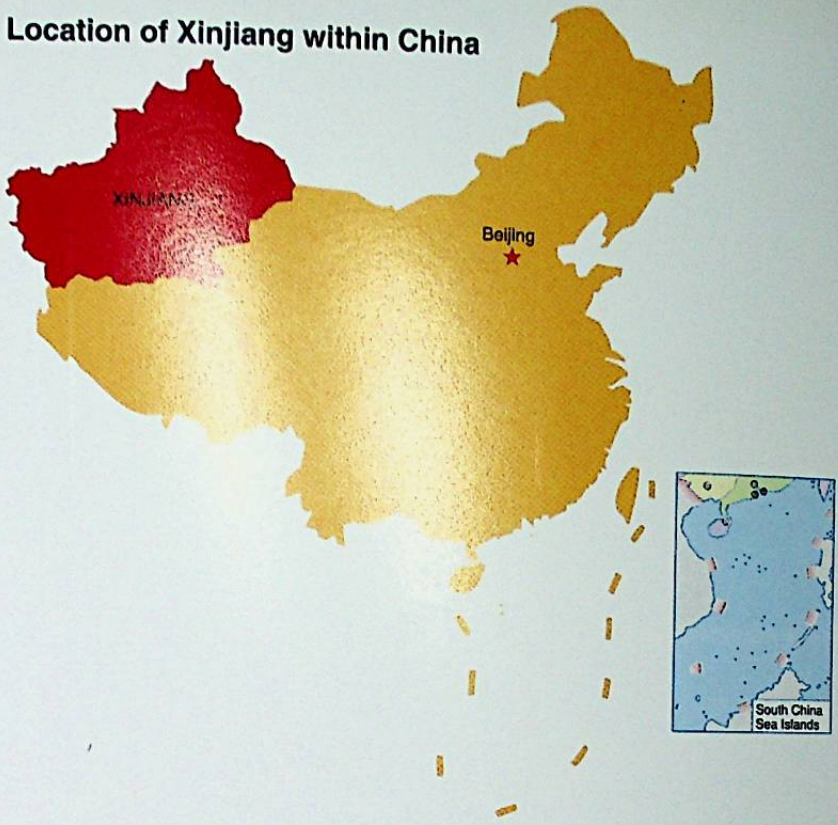 Location of Xinjiang within China
XINJIANG
Beijing
South China
Sea Islands